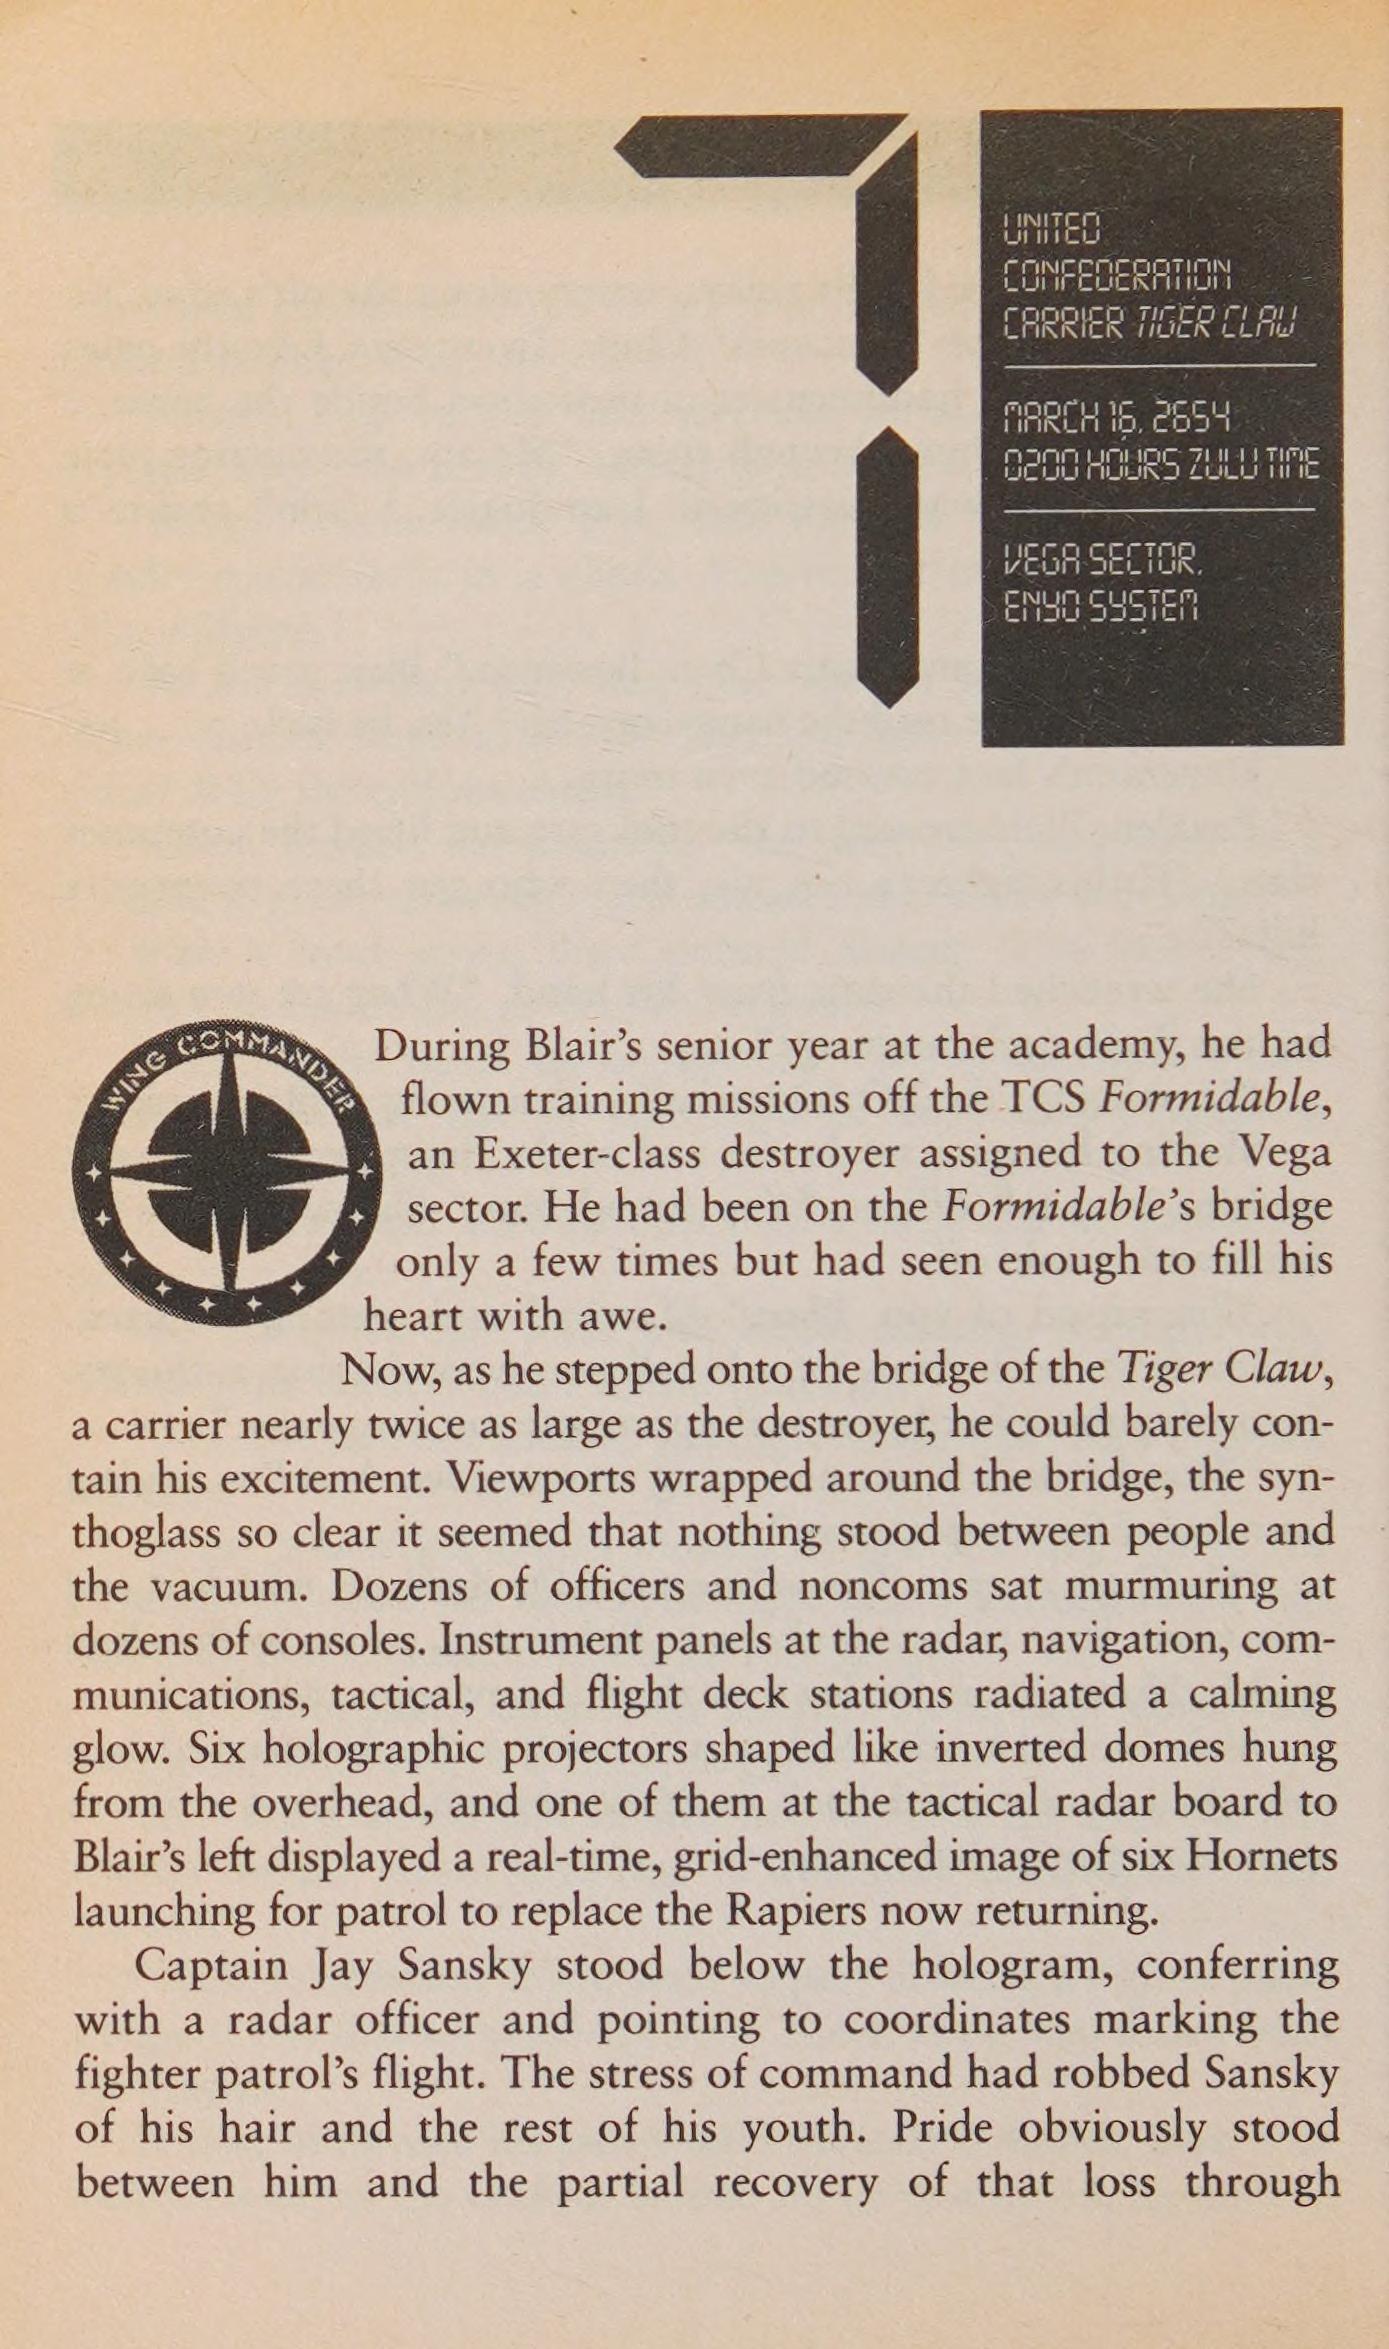 7
UNITED
CONFEDERATION
CARRIER TIGER CLAW
MARCH 16, 2654
0200 HOURS ZULU TIME
VEGA SECTOR,
ENYO SYSTEM
WING COMMANDER
During Blair’s senior year at the academy, he had
flown training missions off the TCS Formidable,
an Exeter-class destroyer assigned to the Vega
sector. He had been on the Formidable’s bridge
only a few times but had seen enough to fill his
heart with awe.
Now, as he stepped onto the bridge of the Tiger Claw,
a carrier nearly twice as large as the destroyer, he could barely con-
tain his excitement. Viewports wrapped around the bridge, the syn-
thoglass so clear it seemed that nothing stood between people and
the vacuum. Dozens of officers and noncoms sat murmuring at
dozens of consoles. Instrument panels at the radar, navigation, com-
munications, tactical, and flight deck stations radiated a calming
glow. Six holographic projectors shaped like inverted domes hung
from the overhead, and one of them at the tactical radar board to
Blair’s left displayed a real-time, grid-enhanced image of six Hornets
launching for patrol to replace the Rapiers now returning.
Captain Jay Sansky stood below the hologram, conferring
with a radar officer and pointing to coordinates marking the
fighter patrol’s flight. The stress of command had robbed Sansky
of his hair and the rest of his youth. Pride obviously stood
between him and the partial recovery of that loss through